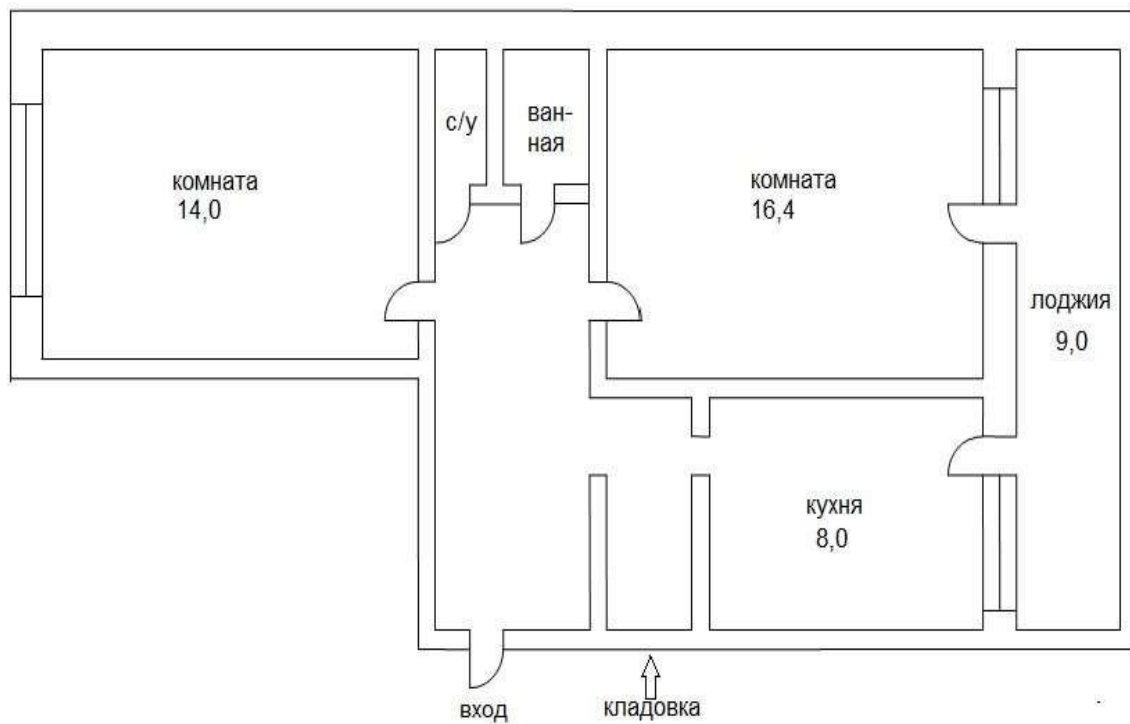 с/у
ван-
ная
комната
14,0
комната
16,4
лоджия
9,0
кухня
8,0
вход
кладовка